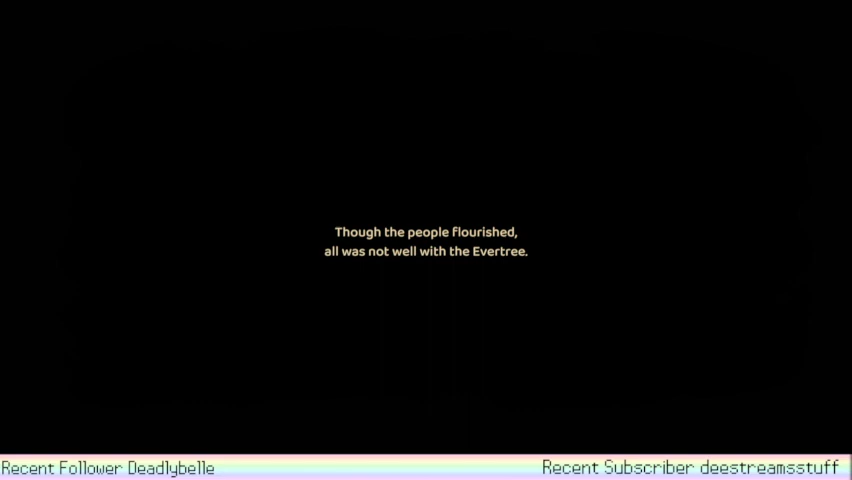 Though the people flourished,
all was not well with the Evertree.
Recent Follower Deadlybelle
Recent Subscriber deestreamsstuff